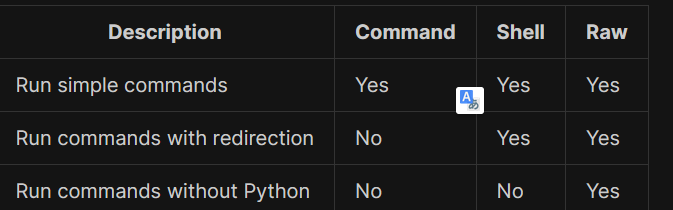 Description Command Shell Raw
Run simple commands Yes Yes Yes
Run commands with redirection No Yes Yes
Run commands without Python No No Yes